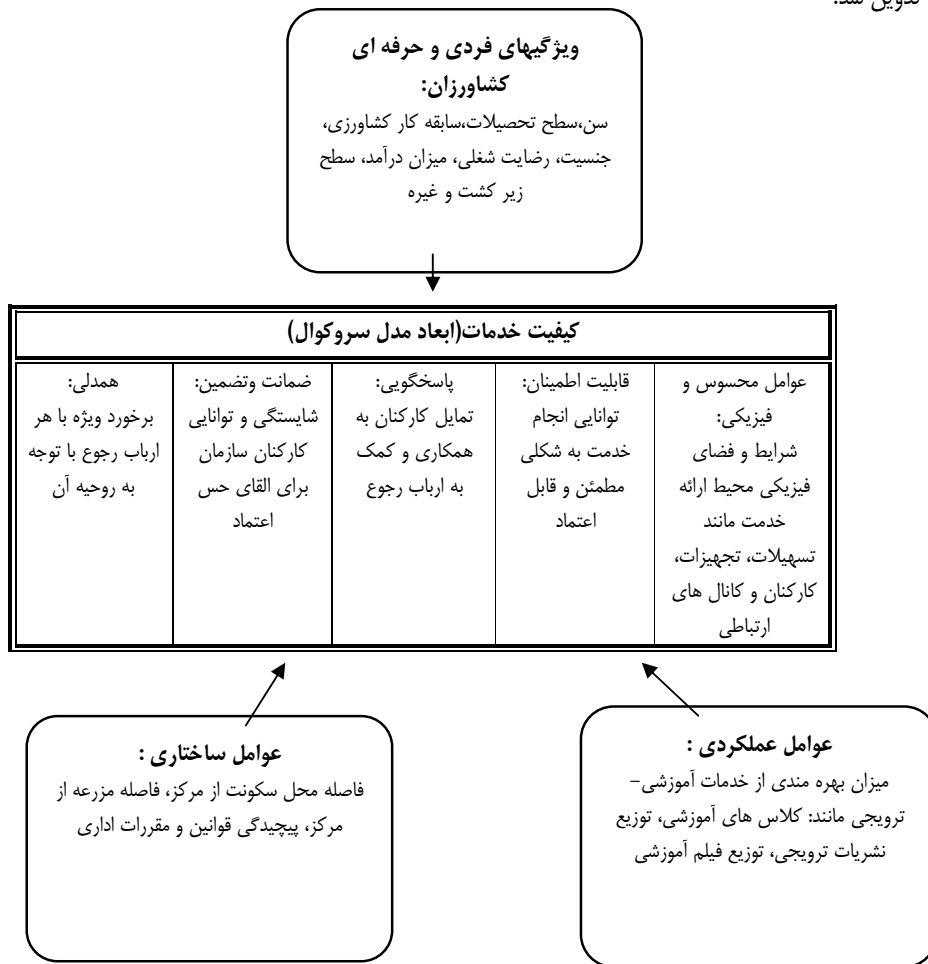 تدوین شد.
ویژگیهای فردی و حرفه ای
کشاورزان:
سن،سطح تحصیلات،سابقه کار کشاورزی،
جنسیت، رضایت شغلی، میزان درآمد، سطح
زیر کشت و غیره
کیفیت خدمات(ابعاد مدل سروکوال)
عوامل محسوس و
فیزیکی:
شرایط و فضای
فیزیکی محیط ارائه
خدمت مانند
تسهیلات، تجهیزات،
کارکنان و کانال های
ارتباطی
قابلیت اطمینان:
توانایی انجام
خدمت به شکلی
مطمئن و قابل
اعتماد
پاسخگویی:
تمایل کارکنان به
همکاری و کمک
به ارباب رجوع
ضمانت وتضمین:
شایستگی و توانایی
کارکنان سازمان
برای القای حس
اعتماد
همدلی:
برخورد ویژه با هر
ارباب رجوع با توجه
به روحیه آن
عوامل عملکردی :
میزان بهره مندی از خدمات آموزشی–
ترویجی مانند: کلاس های آموزشی، توزیع
نشریات ترویجی، توزیع فیلم آموزشی
عوامل ساختاری :
فاصله محل سکونت از مرکز، فاصله مزرعه از
مرکز، پیچیدگی قوانین و مقررات اداری